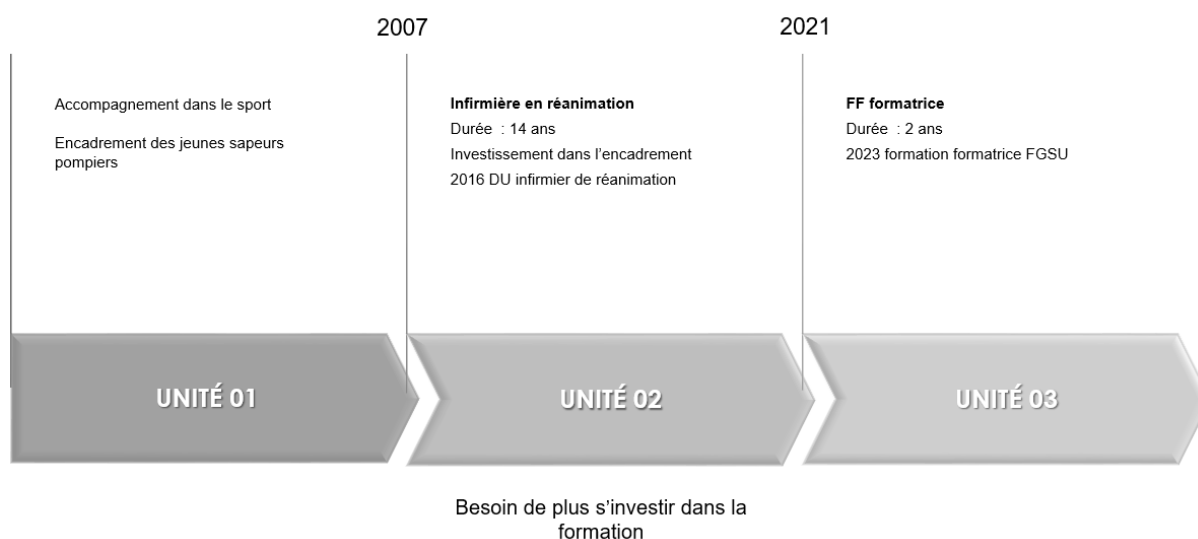 2007
2021
Accompagnement dans le sport
Encadrement des jeunes sapeurs
pompiers
Infirmière en réanimation
Durée : 14 ans
Investissement dans l’encadrement
2016 DU infirmier de réanimation
FF formatrice
Durée : 2 ans
2023 formation formatrice FGSU
UNITÉ 01
UNITÉ 02
UNITÉ 03
Besoin de plus s’investir dans la
formation